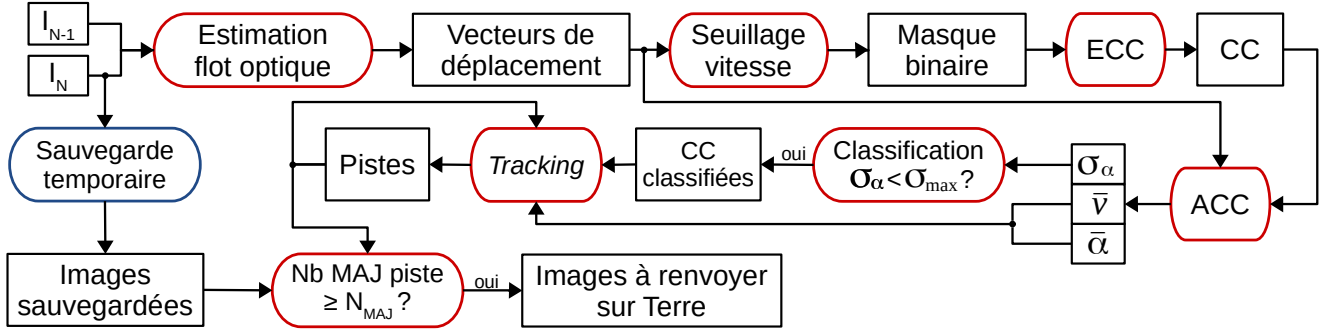 I_N-1
I_N
Estimation
flot optique
Vecteurs de
déplacement
Seuillage
vitesse
Masque
binaire
ECC
CC
Sauvegarde
temporaire
Pistes
Tracking
CC
classifiées
oui
Classification
σα < σmax ?
σα
v̄
ᾱ
ACC
Images
sauvegardées
Nb MAJ piste
≥ N_MAJ ?
oui
Images à renvoyer
sur Terre